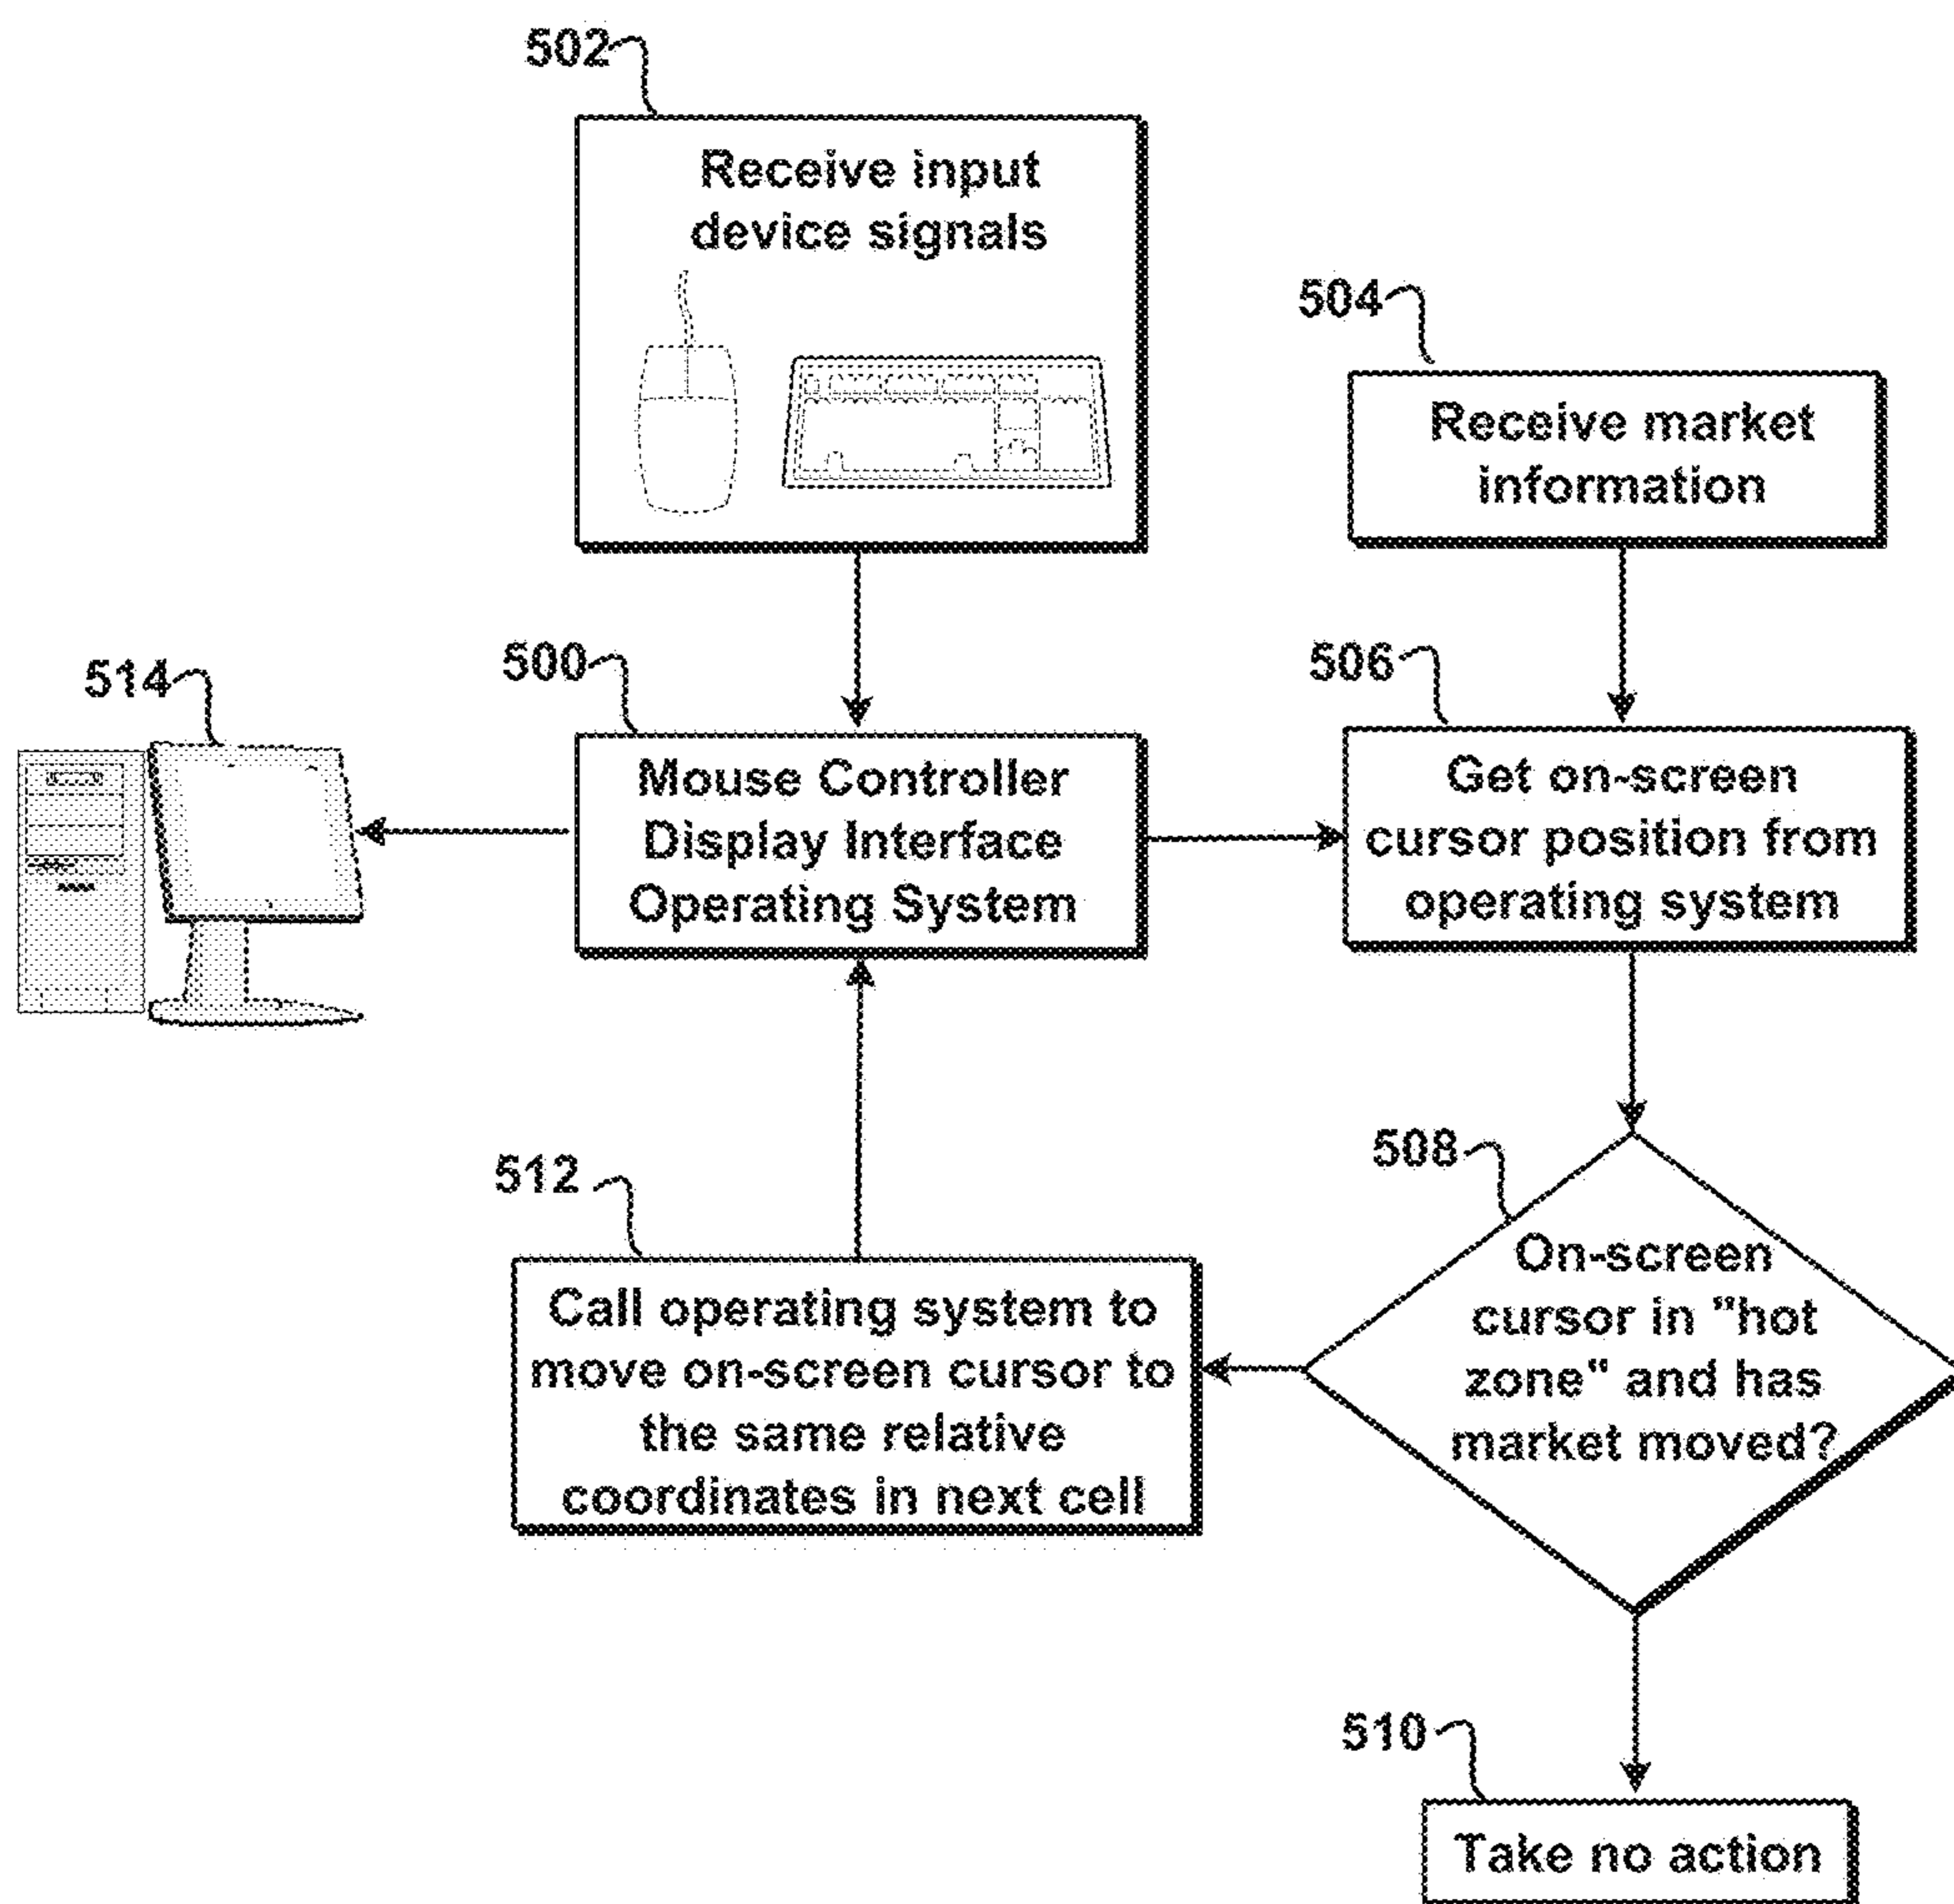 502
Receive input
device signals
504
Receive market
information
514
500
Mouse Controller
Display Interface
Operating System
506
Get on-screen
cursor position from
operating system
512
Call operating system to
move on-screen cursor to
the same relative
coordinates in next cell
508
On-screen
cursor in "hot
zone" and has
market moved?
510
Take no action